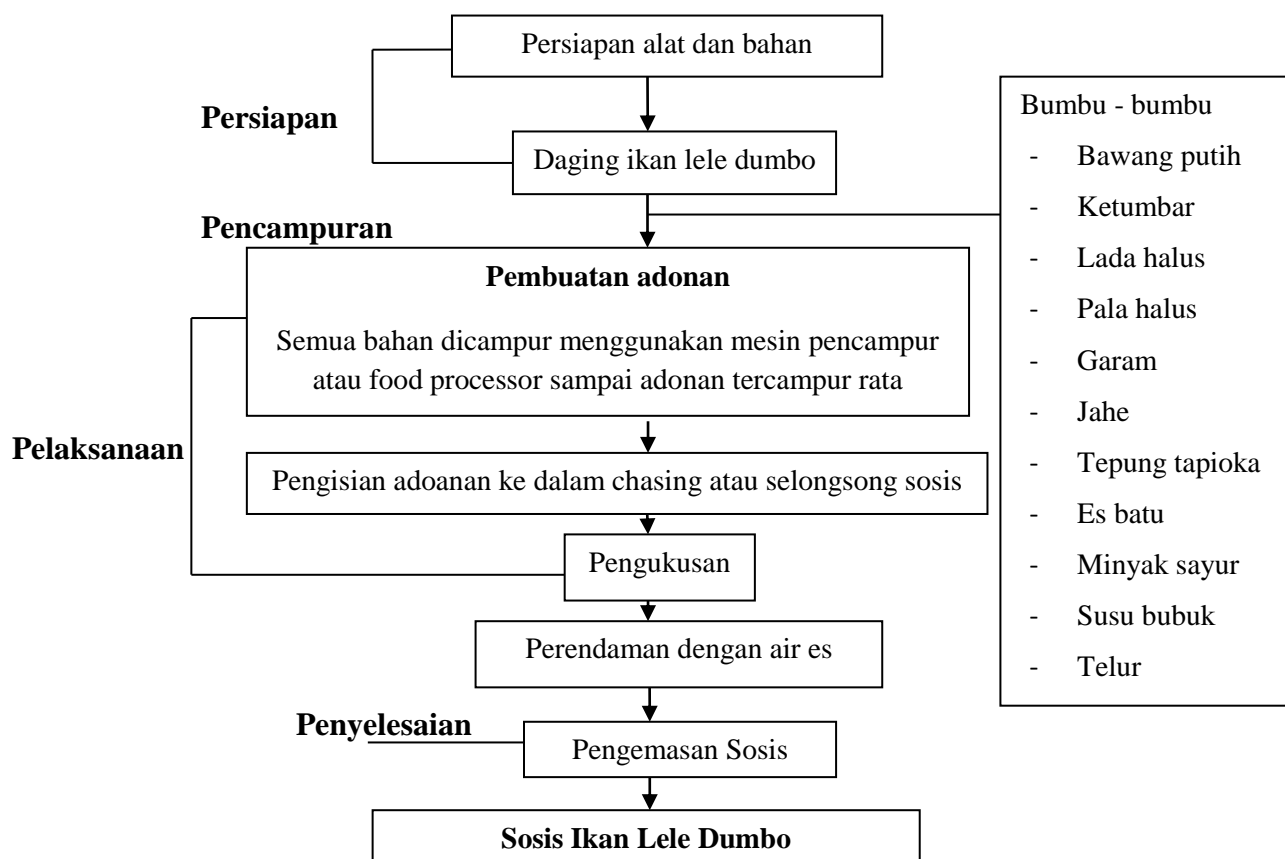 Persiapan alat dan bahan
Persiapan
Daging ikan lele dumbo
Bumbu - bumbu
- Bawang putih
- Ketumbar
- Lada halus
- Pala halus
- Garam
- Jahe
- Tepung tapioka
- Es batu
- Minyak sayur
- Susu bubuk
- Telur
Pencampuran
Pembuatan adonan
Semua bahan dicampur menggunakan mesin pencampur
atau food processor sampai adonan tercampur rata
Pelaksanaan
Pengisian adoanan ke dalam chasing atau selongsong sosis
Pengukusan
Perendaman dengan air es
Penyelesaian
Pengemasan Sosis
Sosis Ikan Lele Dumbo